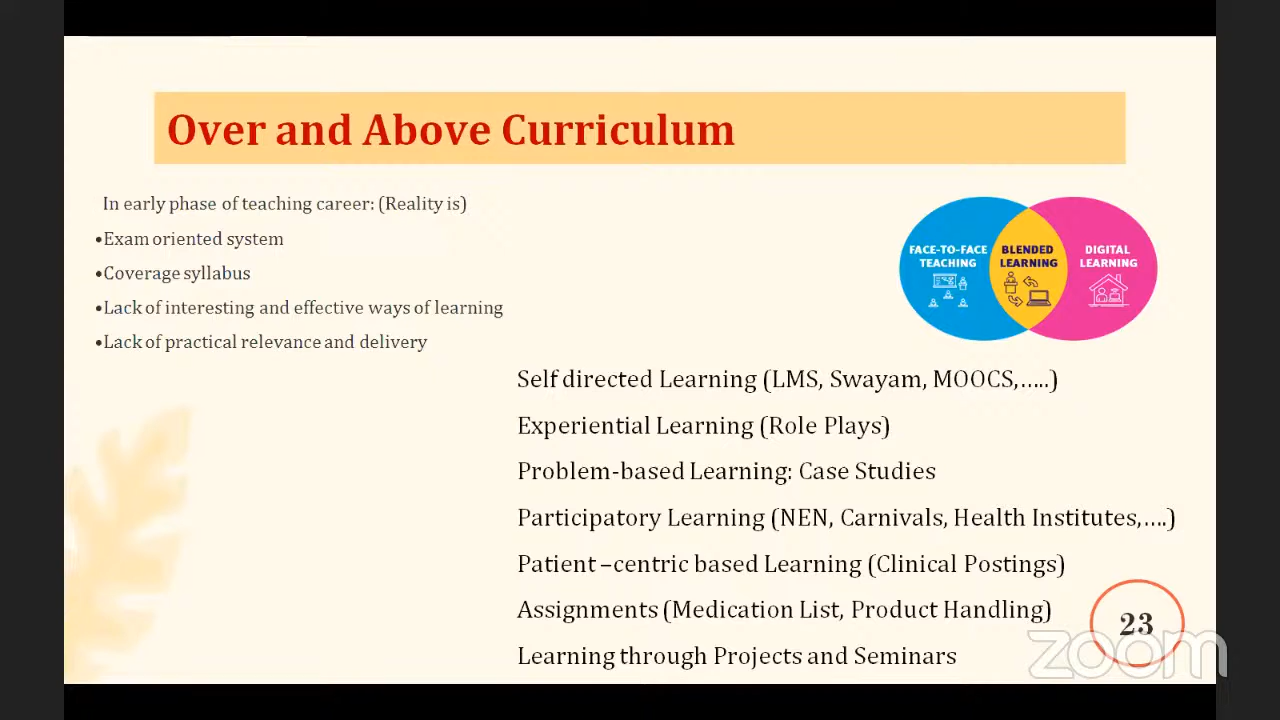 Over and Above Curriculum
In early phase of teaching career: (Reality is)
•Exam oriented system
•Coverage syllabus
•Lack of interesting and effective ways of learning
•Lack of practical relevance and delivery
FACE-TO-FACE
TEACHING
BLENDED
LEARNING
DIGITAL
LEARNING
Self directed Learning (LMS, Swayam, MOOCS,…..)
Experiential Learning (Role Plays)
Problem-based Learning: Case Studies
Participatory Learning (NEN, Carnivals, Health Institutes,….)
Patient –centric based Learning (Clinical Postings)
Assignments (Medication List, Product Handling)
Learning through Projects and Seminars
23
zoom